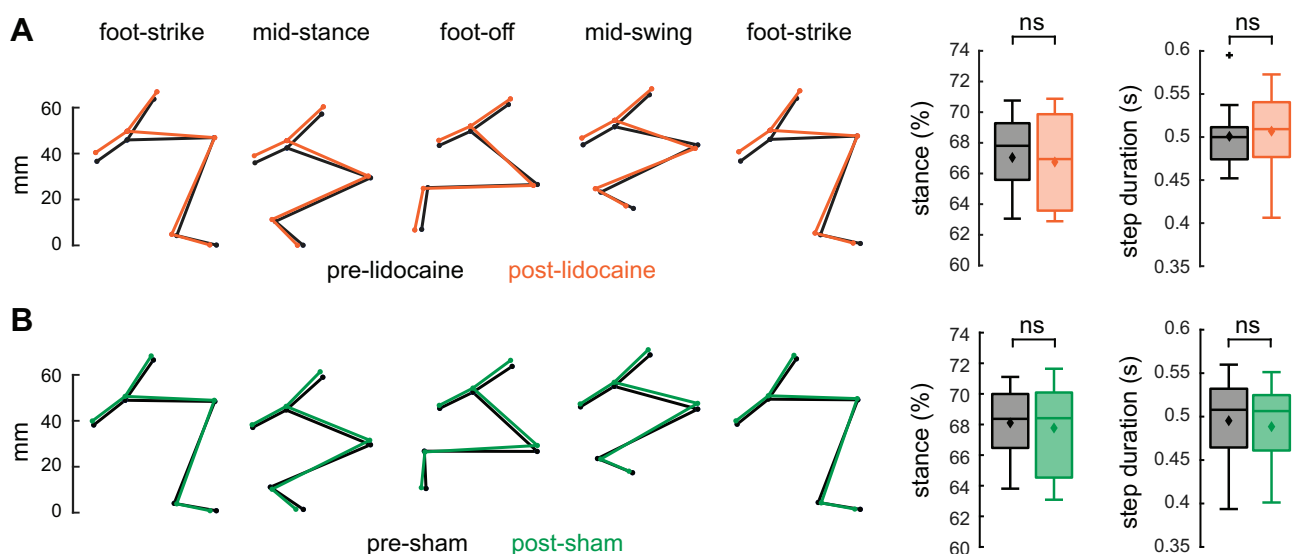 A
foot-strike mid-stance foot-off mid-swing foot-strike
mm
60
40
20
0
pre-lidocaine post-lidocaine
ns
stance (%)
74
72
70
68
66
64
62
60
ns
step duration (s)
0.6
0.55
0.5
0.45
0.4
0.35
B
mm
60
40
20
0
pre-sham post-sham
ns
stance (%)
74
72
70
68
66
64
62
60
ns
step duration (s)
0.6
0.55
0.5
0.45
0.4
0.35